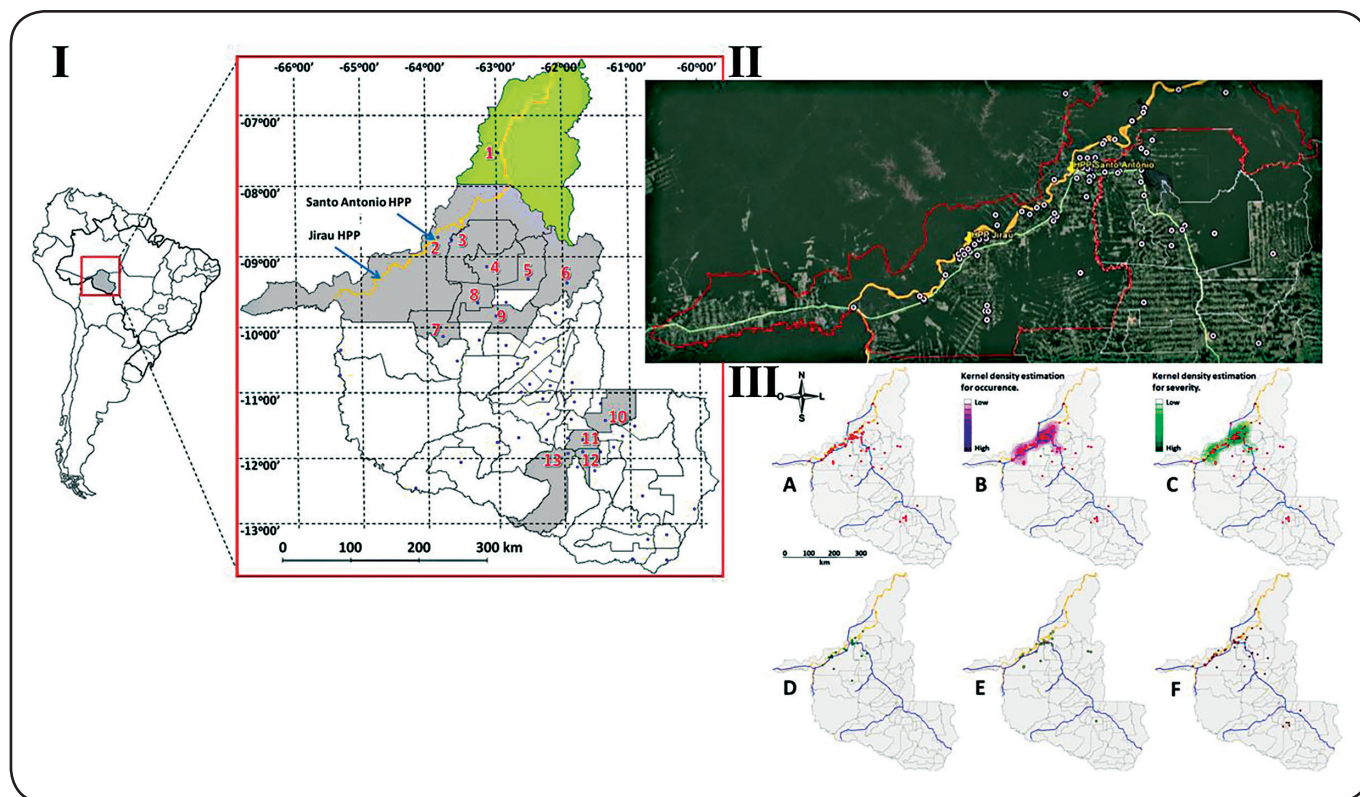 I
-66°00′ -65°00′ -64°00′ -63°00′ -62°00′ -61°00′ -60°00′
-07°00′
-08°00′
-09°00′
-10°00′
-11°00′
-12°00′
-13°00′
Santo Antonio HPP
Jirau HPP
1
2
3
4
5
6
7
8
9
10
11
12
13
0 100 200 300 km
II
HPP Santo Antônio
HPP Jirau
III
N
O L
S
A
Kernel density estimation
for occurence.
Low
High
B
Kernel density estimation
for severity.
Low
High
C
0 100 200 300
km
D
E
F